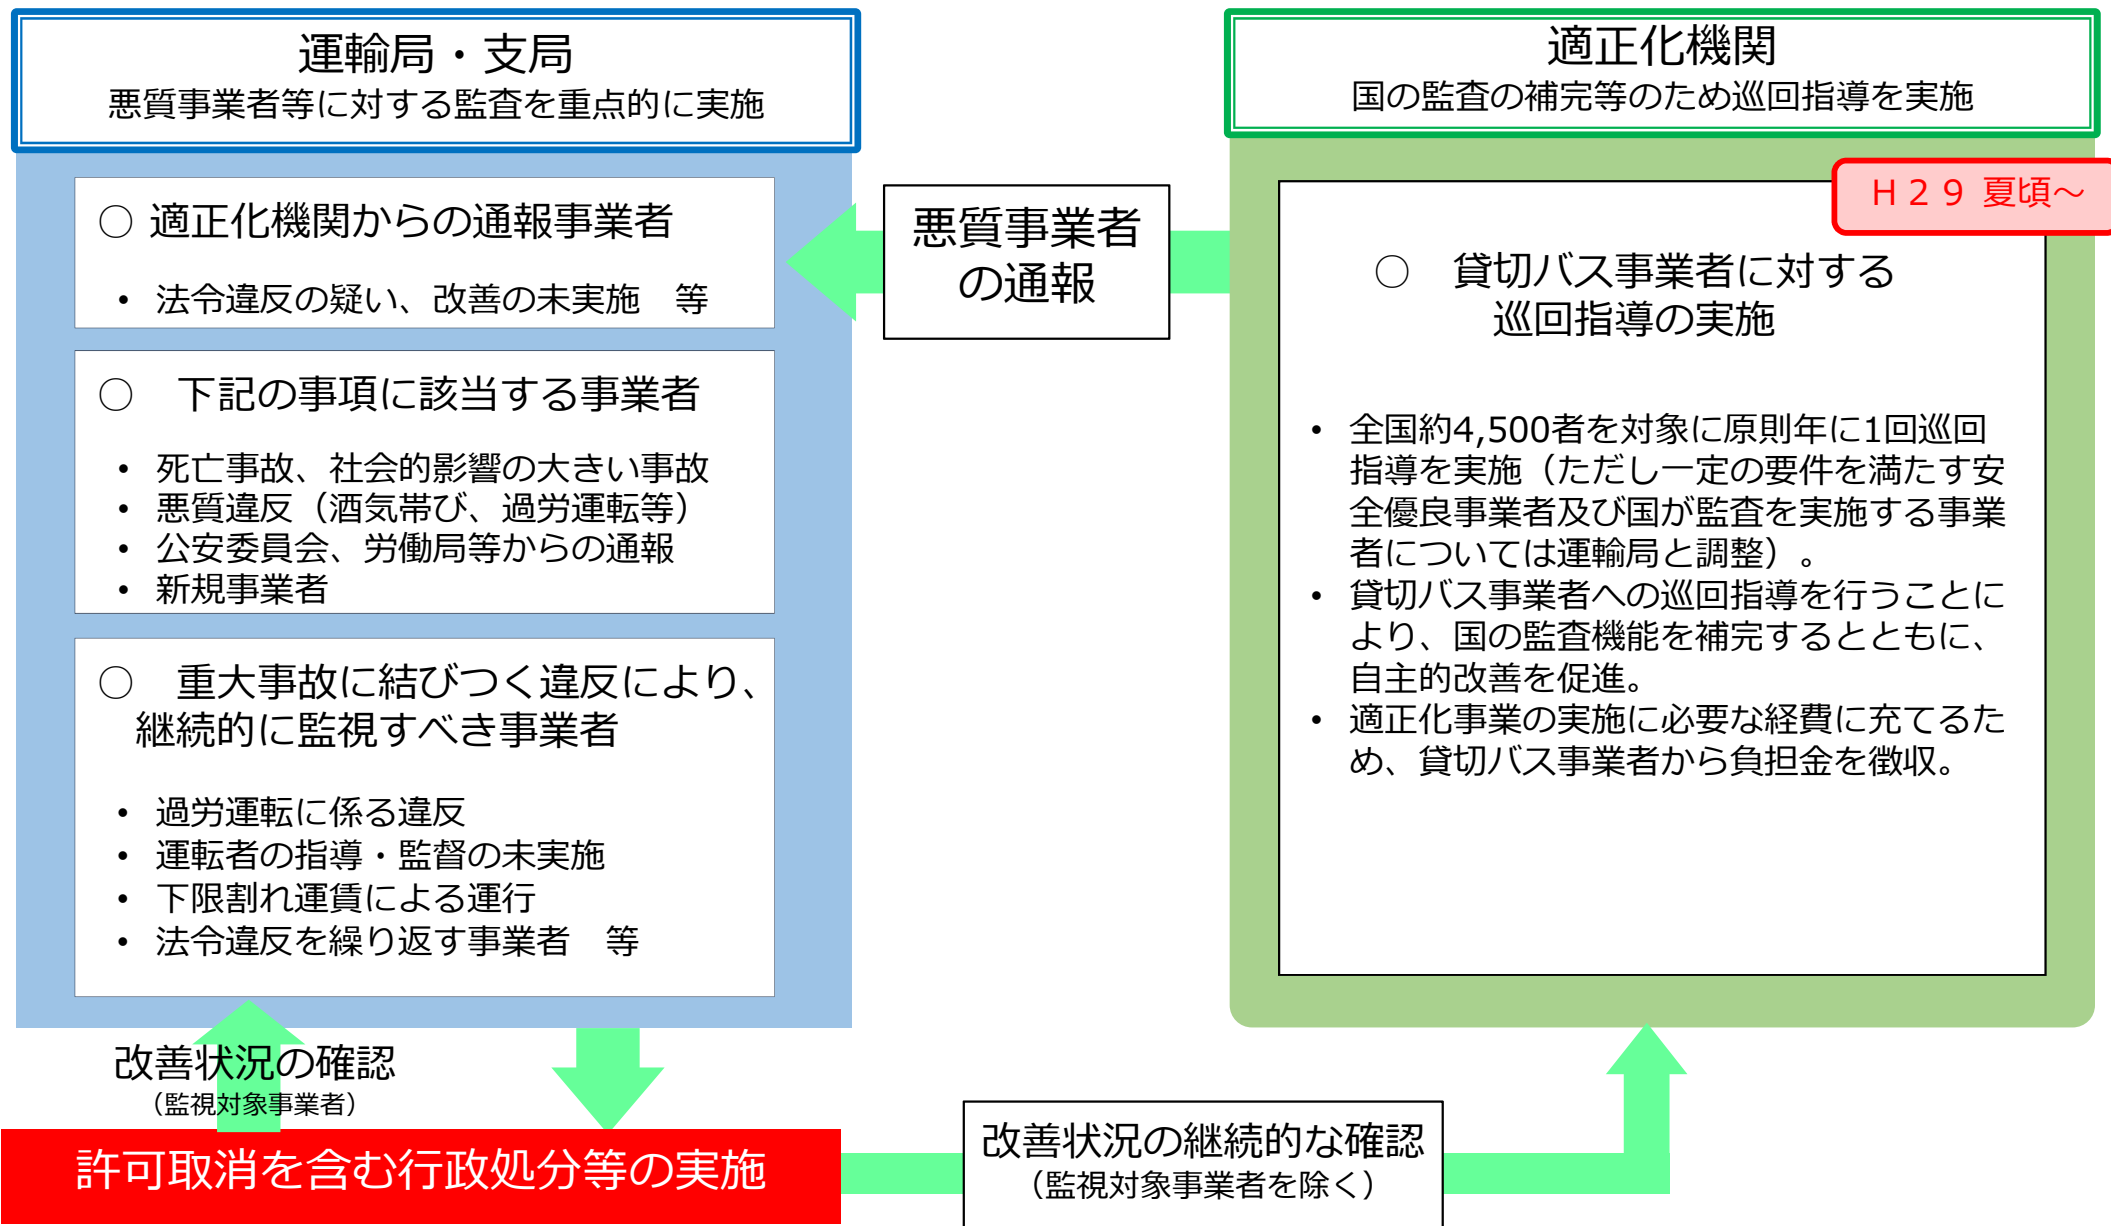 運輸局・支局
悪質事業者等に対する監査を重点的に実施
○ 適正化機関からの通報事業者
• 法令違反の疑い、改善の未実施　等
○　下記の事項に該当する事業者
• 死亡事故、社会的影響の大きい事故
• 悪質違反（酒気帯び、過労運転等）
• 公安委員会、労働局等からの通報
• 新規事業者
○　重大事故に結びつく違反により、
継続的に監視すべき事業者
• 過労運転に係る違反
• 運転者の指導・監督の未実施
• 下限割れ運賃による運行
• 法令違反を繰り返す事業者　等
悪質事業者
の通報
適正化機関
国の監査の補完等のため巡回指導を実施
Ｈ２９ 夏頃～
○　貸切バス事業者に対する
巡回指導の実施
• 全国約4,500者を対象に原則年に1回巡回
指導を実施（ただし一定の要件を満たす安
全優良事業者及び国が監査を実施する事業
者については運輸局と調整）。
• 貸切バス事業者への巡回指導を行うことに
より、国の監査機能を補完するとともに、
自主的改善を促進。
• 適正化事業の実施に必要な経費に充てるた
め、貸切バス事業者から負担金を徴収。
改善状況の確認
（監視対象事業者）
許可取消を含む行政処分等の実施
改善状況の継続的な確認
（監視対象事業者を除く）